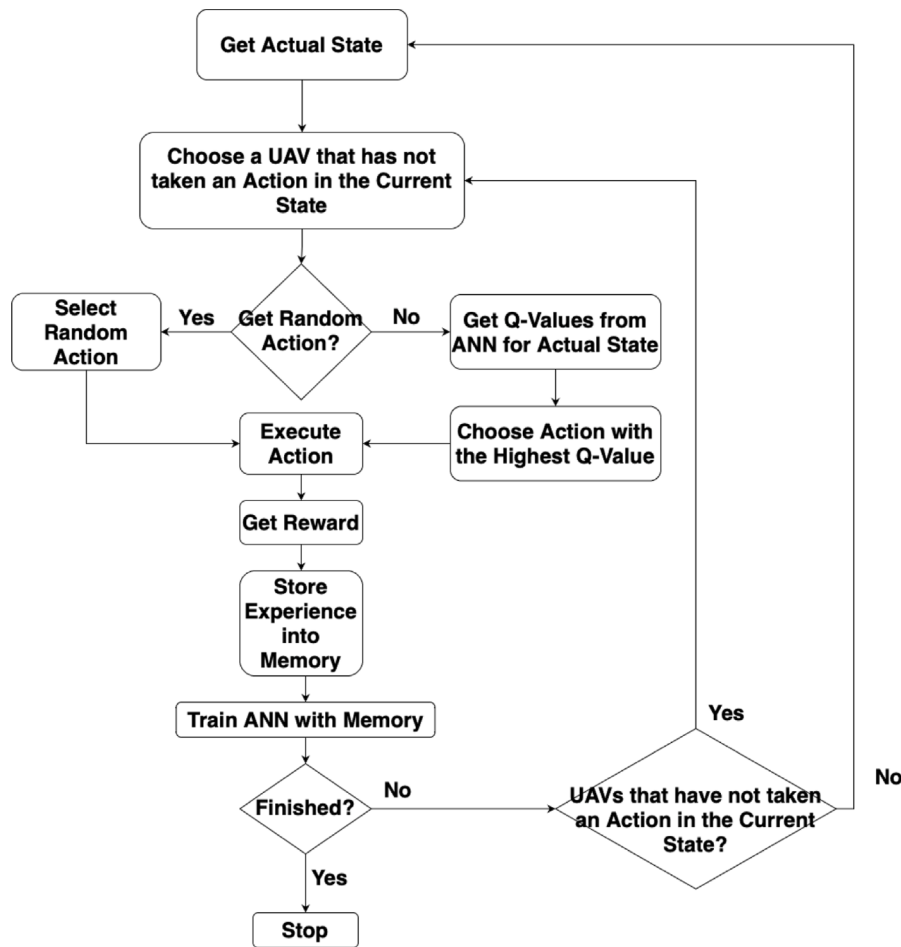 Get Actual State
Choose a UAV that has not
taken an Action in the Current
State
Select
Random
Action
Yes
Get Random
Action?
No
Get Q-Values from
ANN for Actual State
Execute
Action
Choose Action with
the Highest Q-Value
Get Reward
Store
Experience
into
Memory
Train ANN with Memory
Yes
Finished?
No
UAVs that have not taken
an Action in the Current
State?
No
Yes
Stop